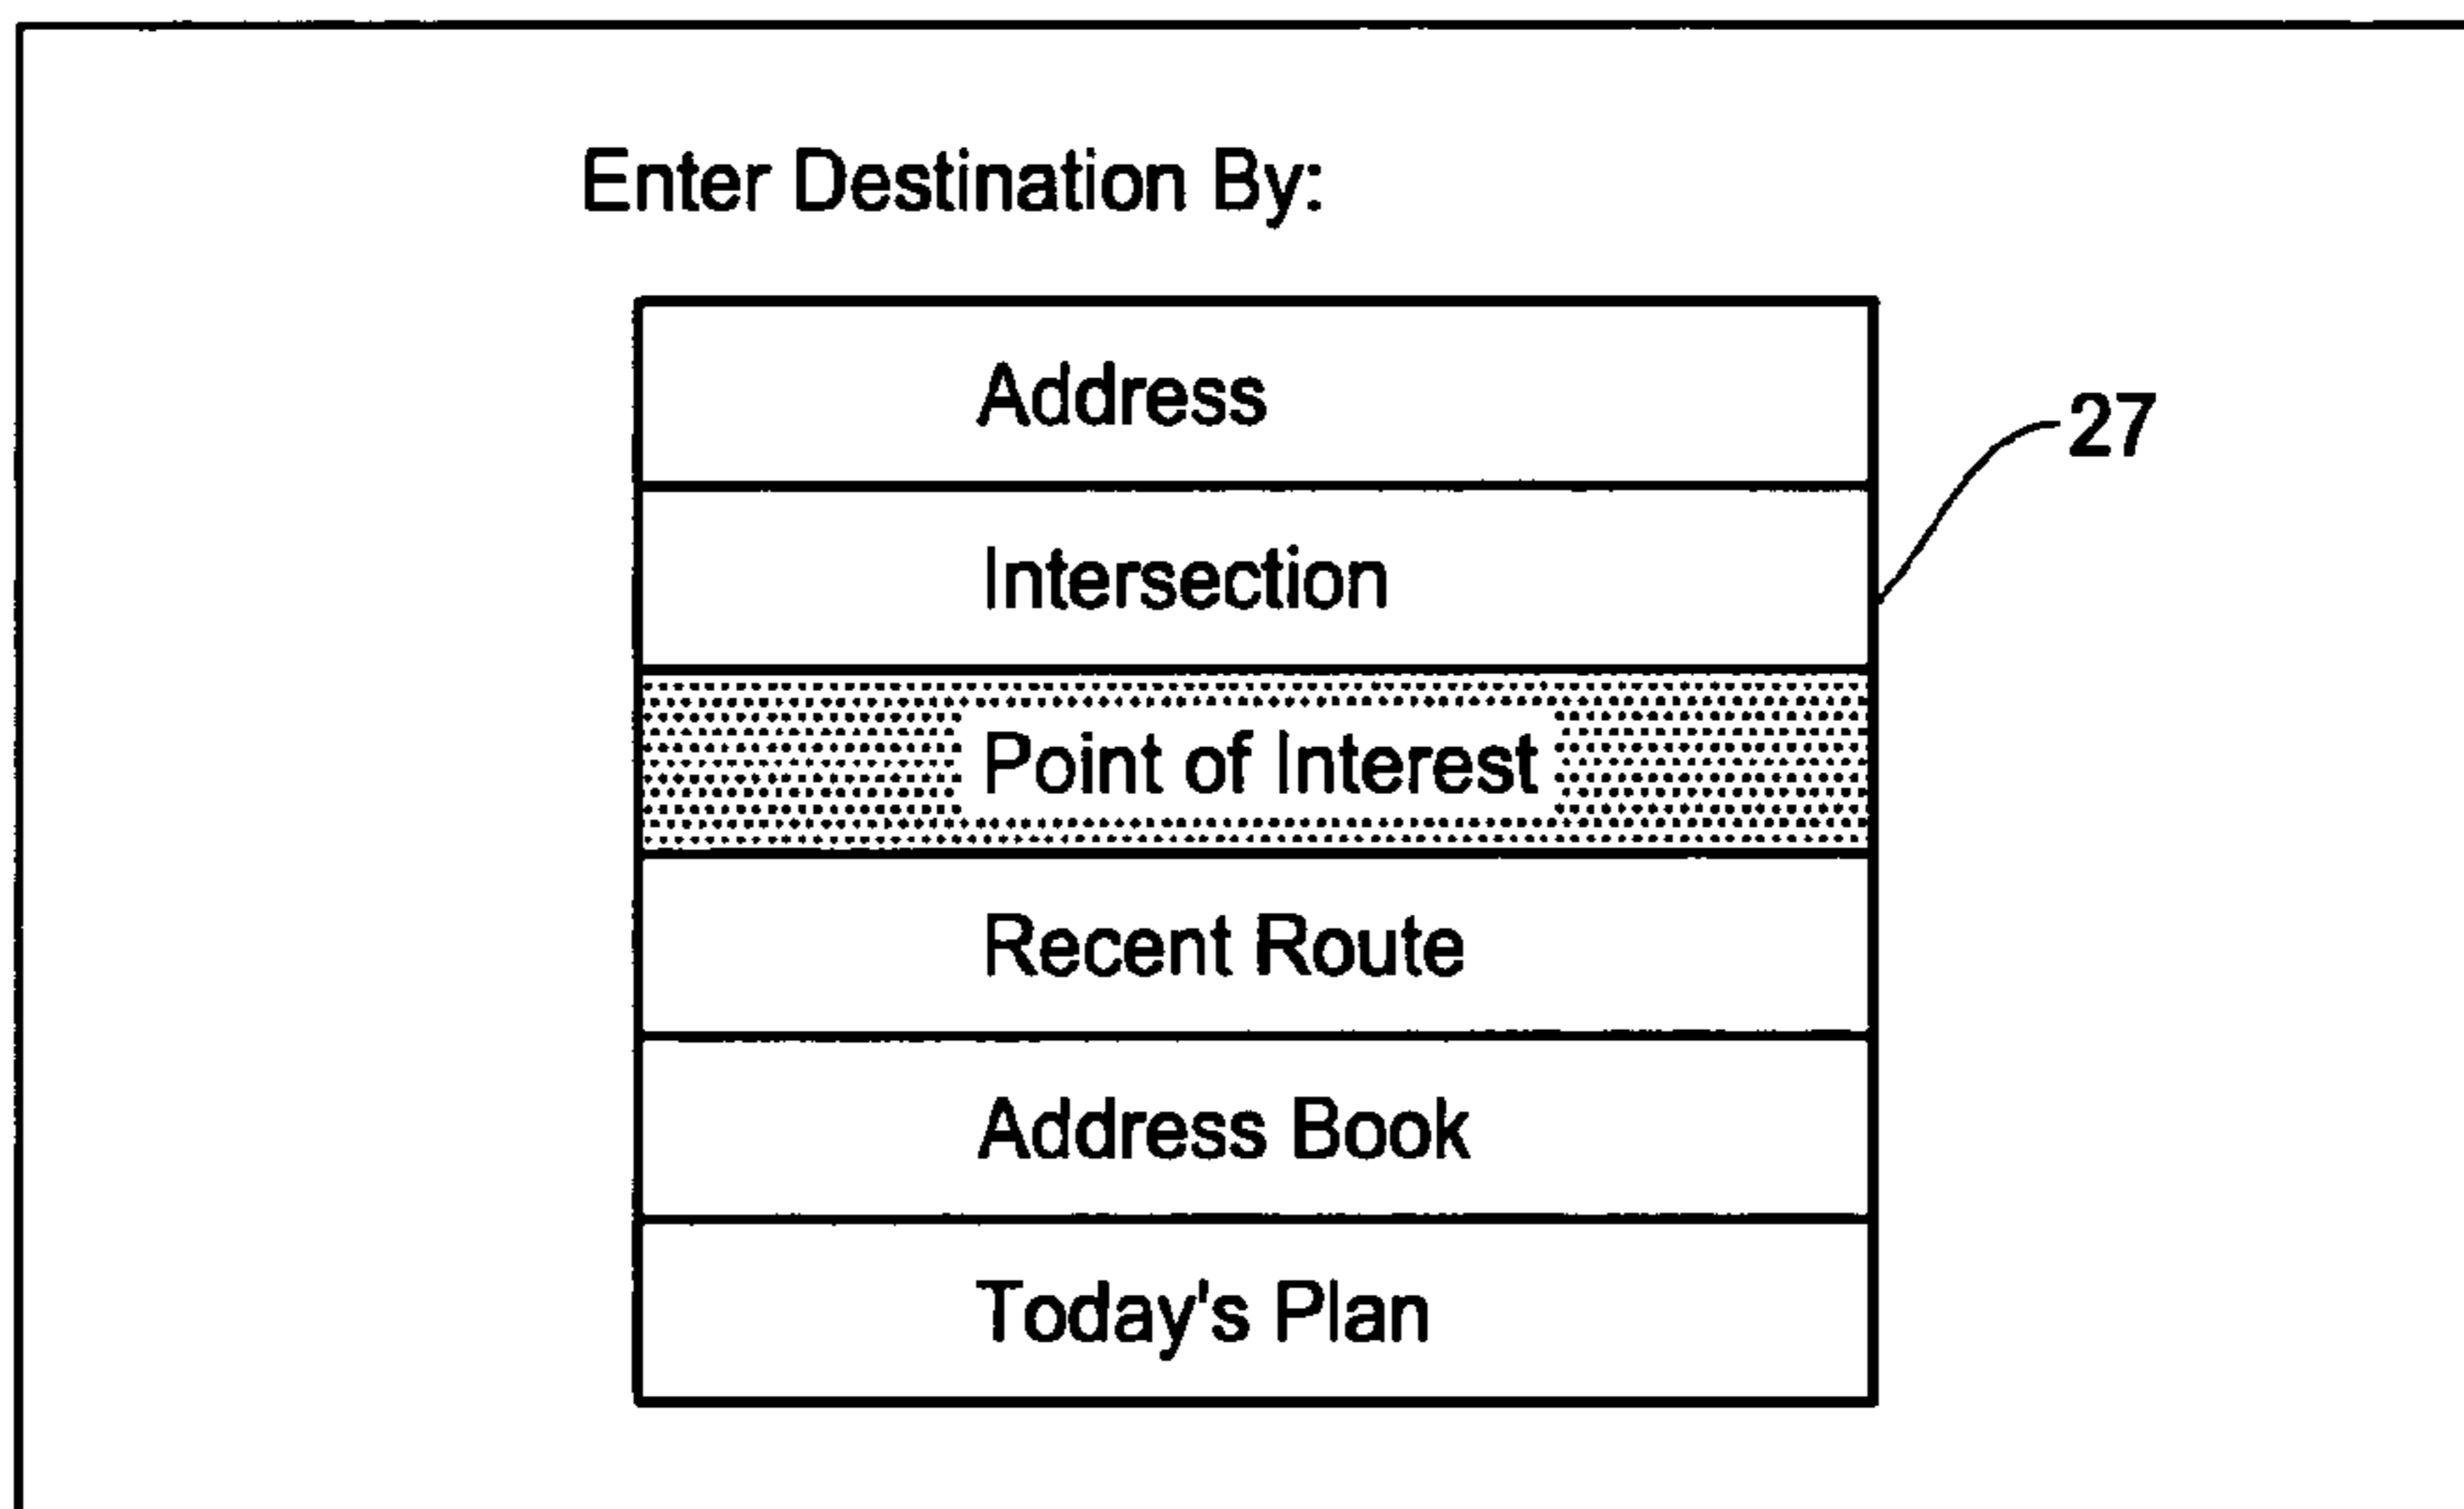 Enter Destination By:
Address
27
Intersection
Point of Interest
Recent Route
Address Book
Today's Plan